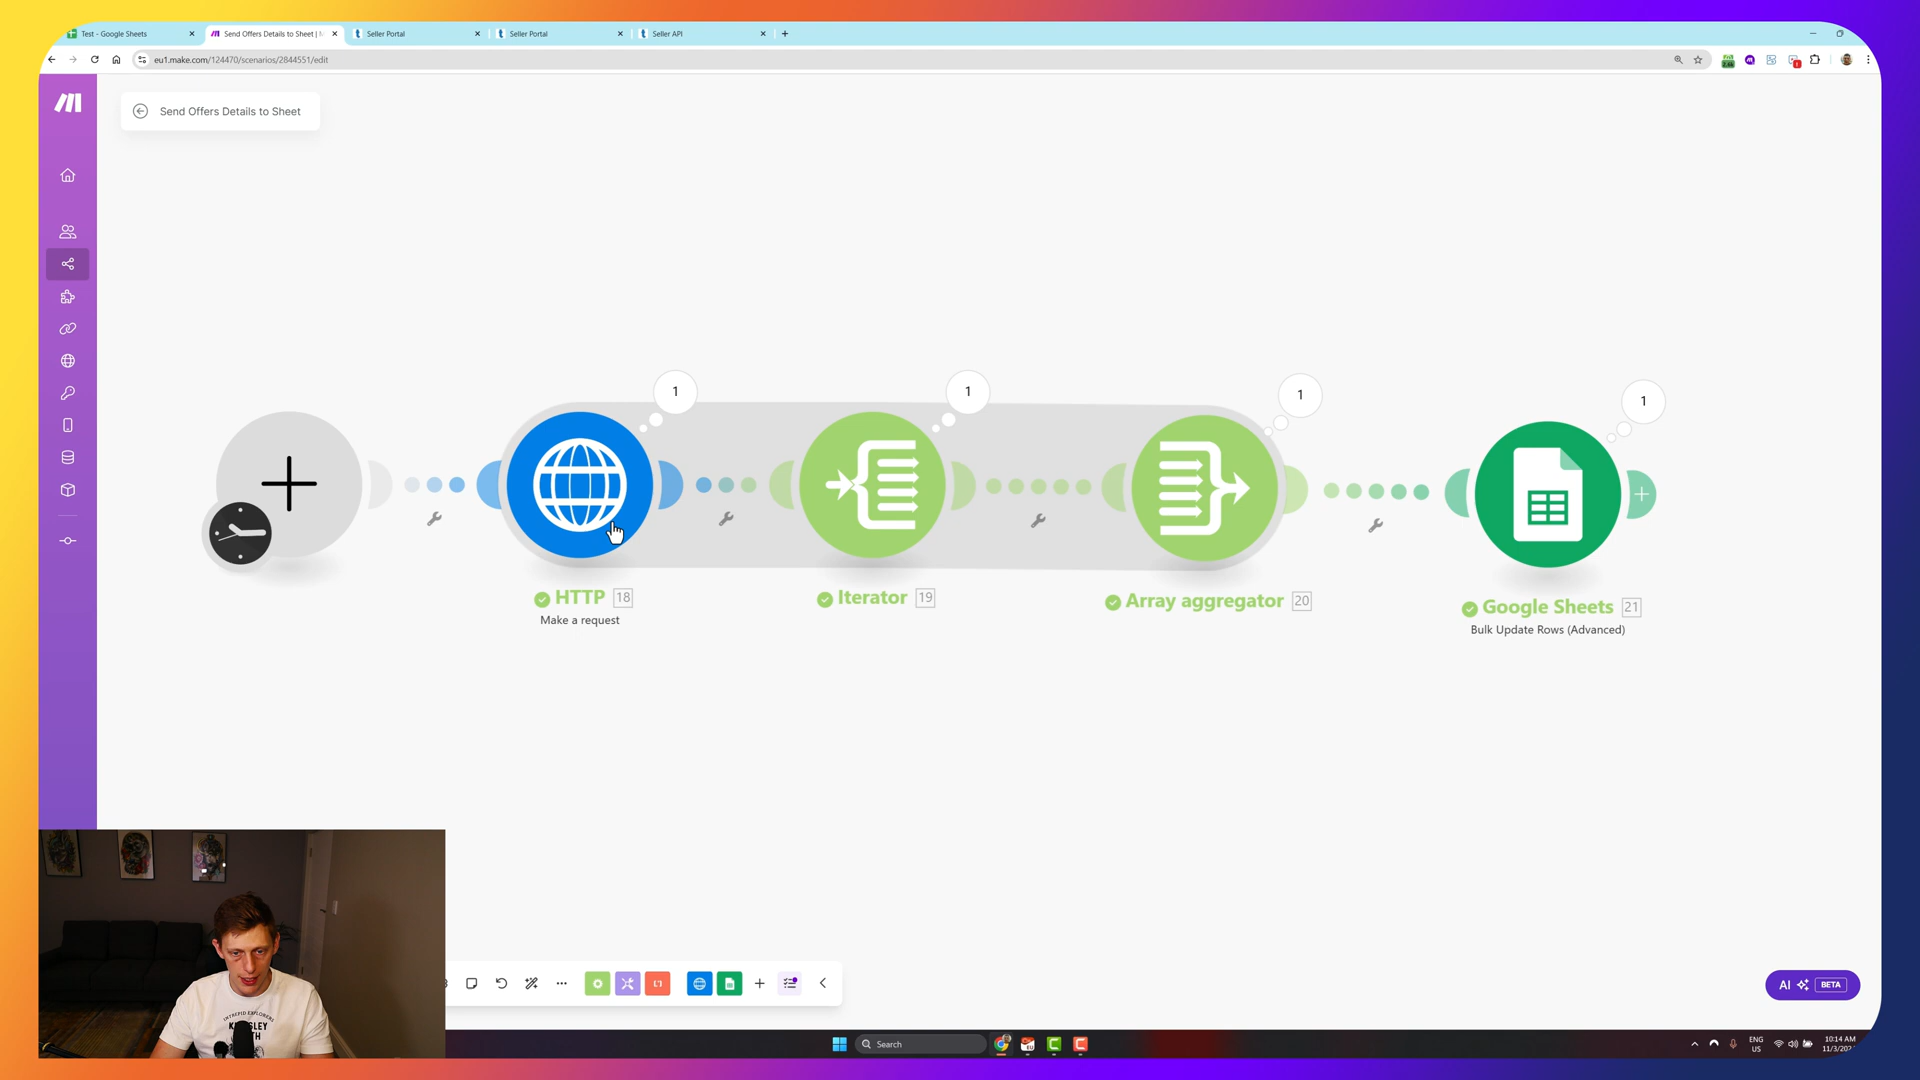 Test - Google Sheets
Send Offers Details to Sheet |
Seller Portal
Seller Portal
Seller API
eu1.make.com/124470/scenarios/2844551/edit
Send Offers Details to Sheet
1
1
1
1
HTTP 18
Make a request
Iterator 19
Array aggregator 20
Google Sheets 21
Bulk Update Rows (Advanced)
INTREPID EXPLORERS
AI BETA
Search
ENG
US
10:14 AM